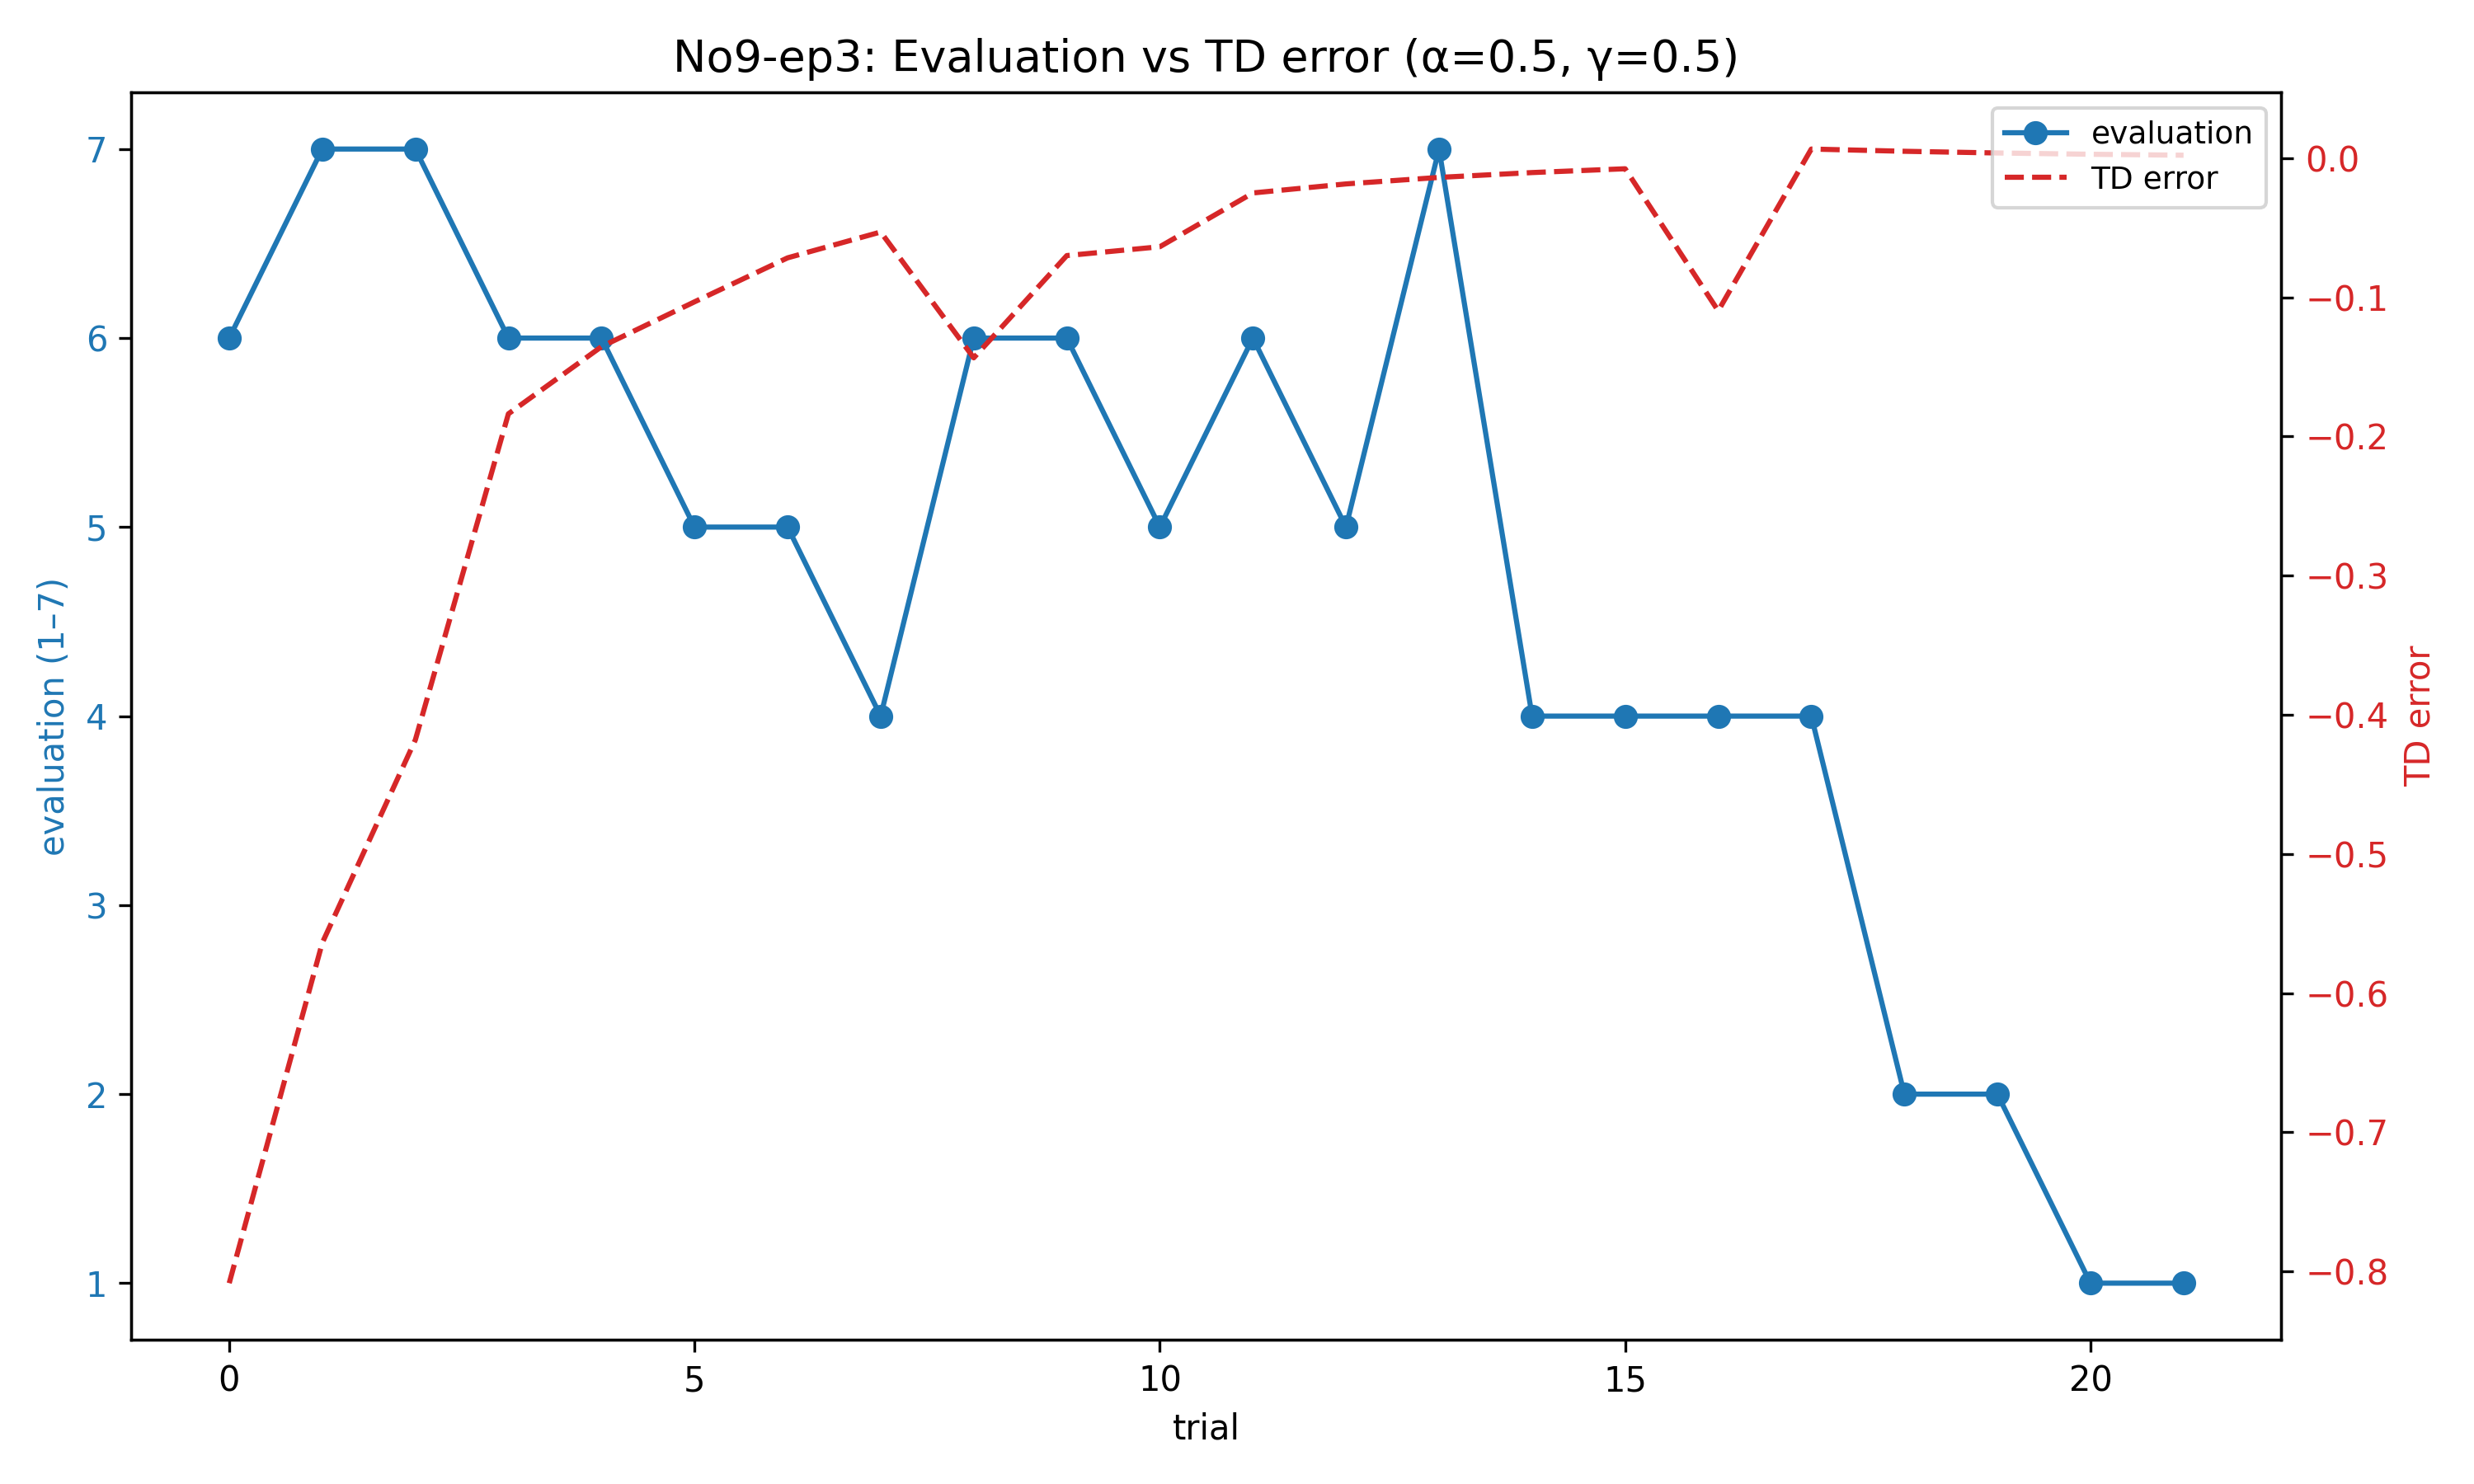 No9-ep3: Evaluation vs TD error (α=0.5, γ=0.5)
evaluation
TD error
7
6
5
4
3
2
1
evaluation (1–7)
0.0
−0.1
−0.2
−0.3
−0.4
−0.5
−0.6
−0.7
−0.8
TD error
0 5 10 15 20
trial